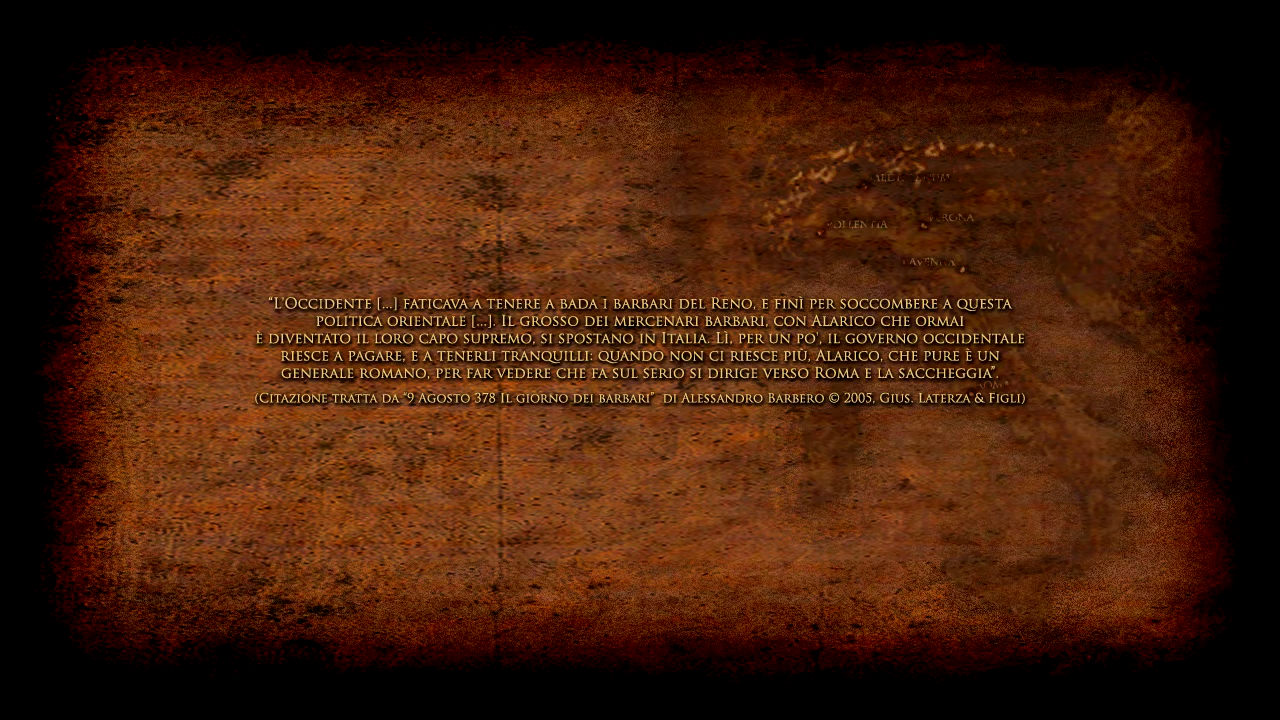 POLLENTIA
VERONA
RAVENNA
“L’Occidente [...] faticava a tenere a bada i barbari del Reno, e finì per soccombere a questa
politica orientale [...]. Il grosso dei mercenari barbari, con Alarico che ormai
è diventato il loro capo supremo, si spostano in Italia. Lì, per un po’, il governo occidentale
riesce a pagare, e a tenerli tranquilli: quando non ci riesce più, Alarico, che pure è un
generale romano, per far vedere che fa sul serio si dirige verso Roma e la saccheggia”.
(Citazione tratta da “9 Agosto 378 Il giorno dei barbari” di Alessandro Barbero © 2005, Gius. Laterza & Figli)